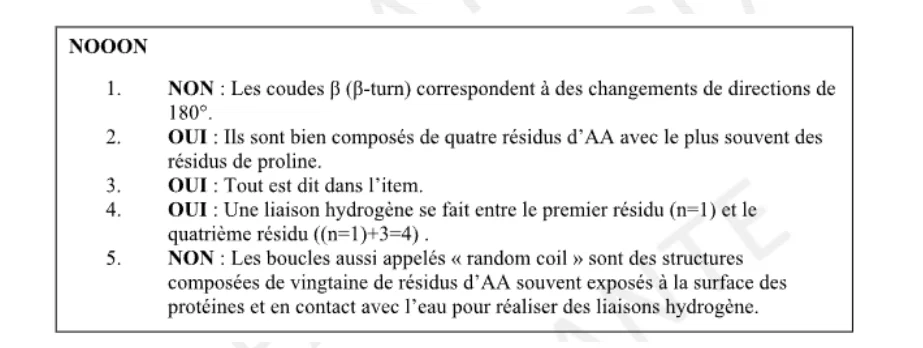 NOOON
1. NON : Les coudes β (β-turn) correspondent à des changements de directions de
180°.
2. OUI : Ils sont bien composés de quatre résidus d'AA avec le plus souvent des
résidus de proline.
3. OUI : Tout est dit dans l'item.
4. OUI : Une liaison hydrogène se fait entre le premier résidu (n=1) et le
quatrième résidu ((n=1)+3=4) .
5. NON : Les boucles aussi appelés « random coil » sont des structures
composées de vingtaine de résidus d'AA souvent exposés à la surface des
protéines et en contact avec l'eau pour réaliser des liaisons hydrogène.